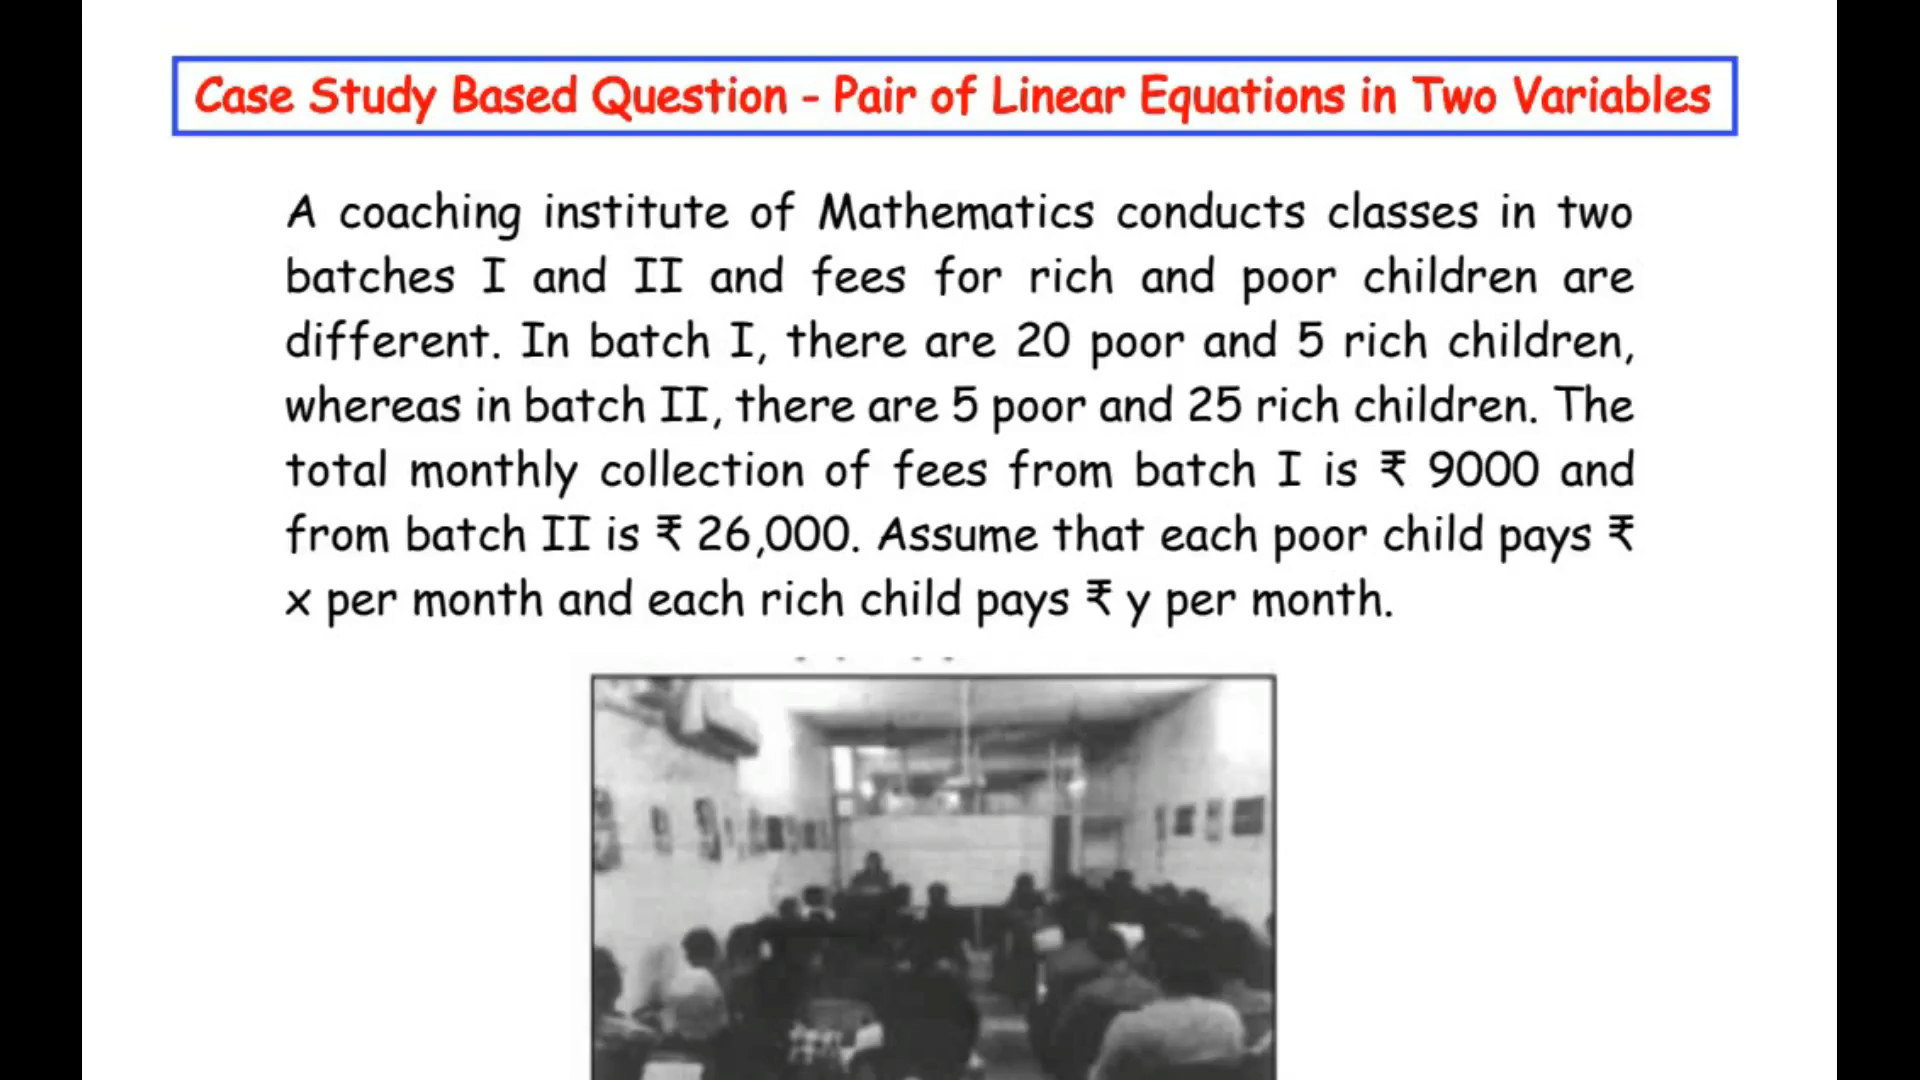 Case Study Based Question - Pair of Linear Equations in Two Variables
A coaching institute of Mathematics conducts classes in two
batches I and II and fees for rich and poor children are
different. In batch I, there are 20 poor and 5 rich children,
whereas in batch II, there are 5 poor and 25 rich children. The
total monthly collection of fees from batch I is ₹ 9000 and
from batch II is ₹ 26,000. Assume that each poor child pays ₹
x per month and each rich child pays ₹ y per month.